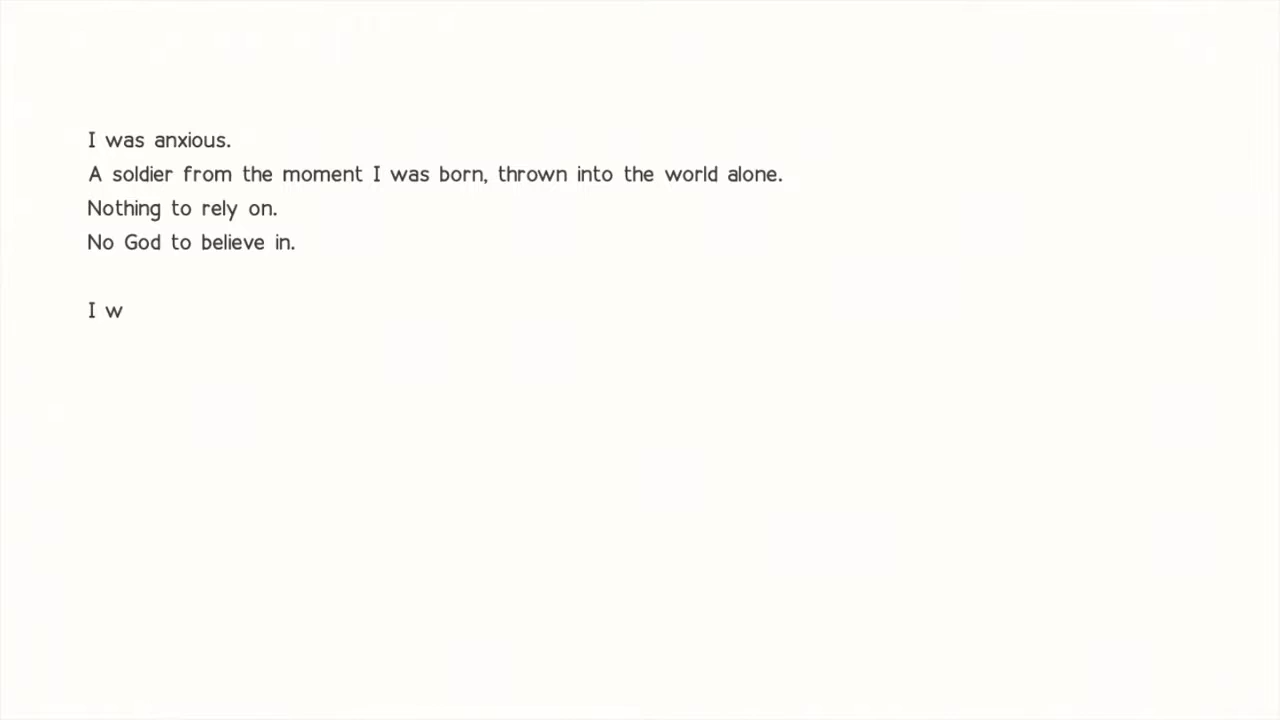 I was anxious.
A soldier from the moment I was born, thrown into the world alone.
Nothing to rely on.
No God to believe in.
I w